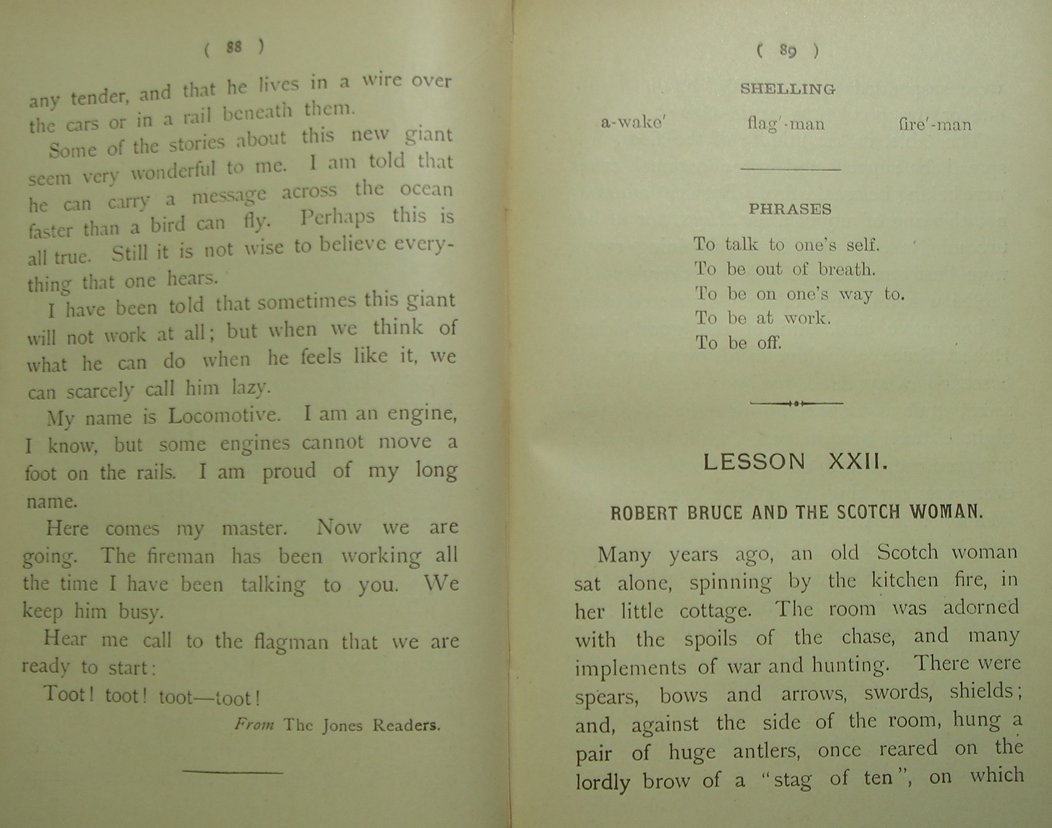 ( 88 )
any tender, and that he lives in a wire over
the cars or in a rail beneath them.
Some of the stories about this new giant
seem very wonderful to me. I am told that
he can carry a message across the ocean
faster than a bird can fly. Perhaps this is
all true. Still it is not wise to believe every-
thing that one hears.
I have been told that sometimes this giant
will not work at all; but when we think of
what he can do when he feels like it, we
can scarcely call him lazy.
My name is Locomotive. I am an engine,
I know, but some engines cannot move a
foot on the rails. I am proud of my long
name.
Here comes my master. Now we are
going. The fireman has been working all
the time I have been talking to you. We
keep him busy.
Hear me call to the flagman that we are
ready to start:
Toot! toot! toot—toot!
From The Jones Readers.
( 89 )
SHELLING
a-wake′ flag′-man fire′-man
PHRASES
To talk to one's self.
To be out of breath.
To be on one's way to.
To be at work.
To be off.
LESSON XXII.
ROBERT BRUCE AND THE SCOTCH WOMAN.
Many years ago, an old Scotch woman
sat alone, spinning by the kitchen fire, in
her little cottage. The room was adorned
with the spoils of the chase, and many
implements of war and hunting. There were
spears, bows and arrows, swords, shields;
and, against the side of the room, hung a
pair of huge antlers, once reared on the
lordly brow of a "stag of ten", on which